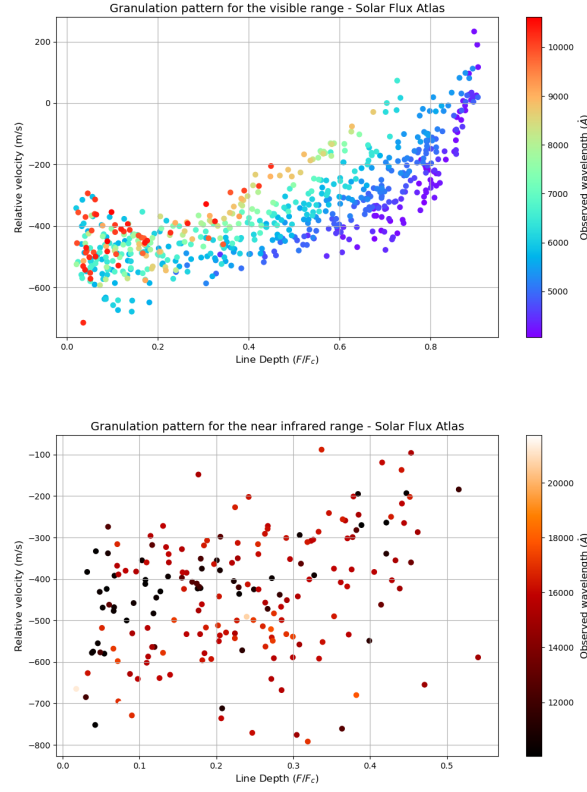 Granulation pattern for the visible range - Solar Flux Atlas
200
0
−200
−400
−600
Relative velocity (m/s)
0.0 0.2 0.4 0.6 0.8
Line Depth (F/Fc)
10000
9000
8000
7000
6000
5000
Observed wavelength (Å)
Granulation pattern for the near infrared range - Solar Flux Atlas
−100
−200
−300
−400
−500
−600
−700
−800
Relative velocity (m/s)
0.0 0.1 0.2 0.3 0.4 0.5
Line Depth (F/Fc)
20000
18000
16000
14000
12000
Observed wavelength (Å)